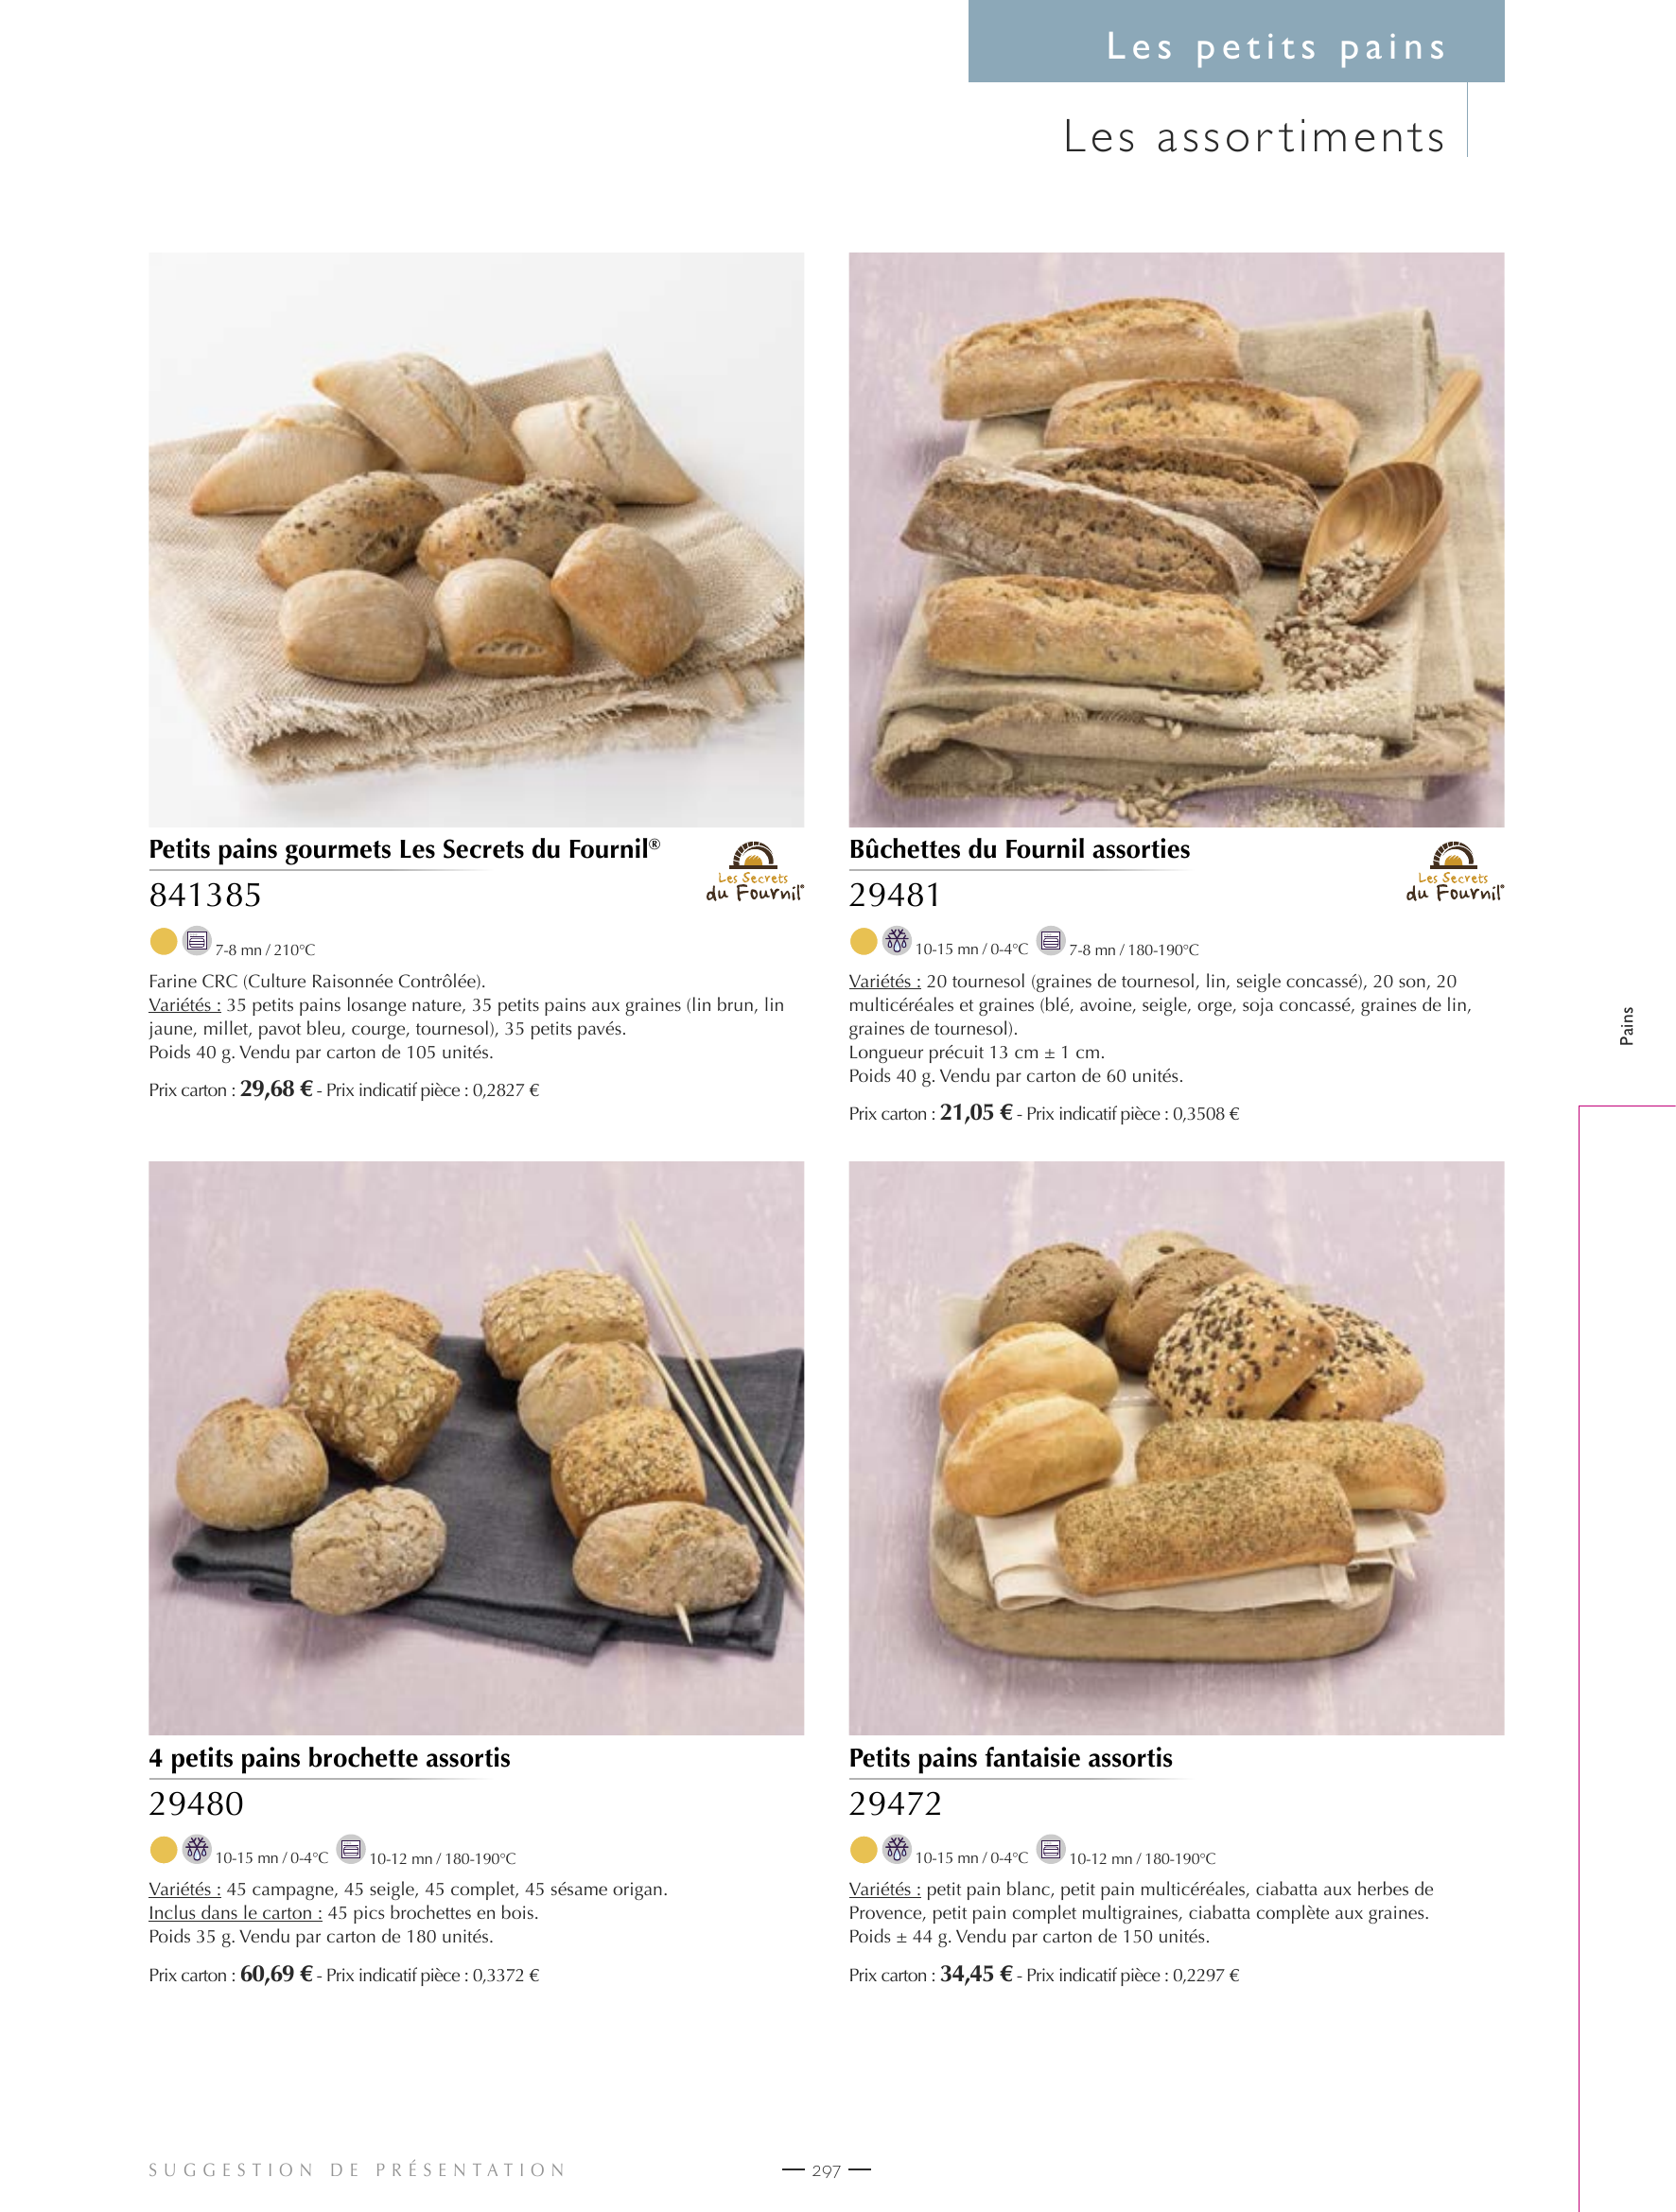 Les petits pains
Les assortiments
Petits pains gourmets Les Secrets du Fournil®
Les Secrets
du Fournil®
841385
7-8 mn / 210°C
Farine CRC (Culture Raisonnée Contrôlée).
Variétés : 35 petits pains losange nature, 35 petits pains aux graines (lin brun, lin
jaune, millet, pavot bleu, courge, tournesol), 35 petits pavés.
Poids 40 g. Vendu par carton de 105 unités.
Prix carton : 29,68 € - Prix indicatif pièce : 0,2827 €
Bûchettes du Fournil assorties
Les Secrets
du Fournil®
29481
10-15 mn / 0-4°C 7-8 mn / 180-190°C
Variétés : 20 tournesol (graines de tournesol, lin, seigle concassé), 20 son, 20
multicéréales et graines (blé, avoine, seigle, orge, soja concassé, graines de lin,
graines de tournesol).
Longueur précuit 13 cm ± 1 cm.
Poids 40 g. Vendu par carton de 60 unités.
Prix carton : 21,05 € - Prix indicatif pièce : 0,3508 €
Pains
4 petits pains brochette assortis
29480
10-15 mn / 0-4°C 10-12 mn / 180-190°C
Variétés : 45 campagne, 45 seigle, 45 complet, 45 sésame origan.
Inclus dans le carton : 45 pics brochettes en bois.
Poids 35 g. Vendu par carton de 180 unités.
Prix carton : 60,69 € - Prix indicatif pièce : 0,3372 €
Petits pains fantaisie assortis
29472
10-15 mn / 0-4°C 10-12 mn / 180-190°C
Variétés : petit pain blanc, petit pain multicéréales, ciabatta aux herbes de
Provence, petit pain complet multigraines, ciabatta complète aux graines.
Poids ± 44 g. Vendu par carton de 150 unités.
Prix carton : 34,45 € - Prix indicatif pièce : 0,2297 €
SUGGESTION DE PRÉSENTATION
— 297 —